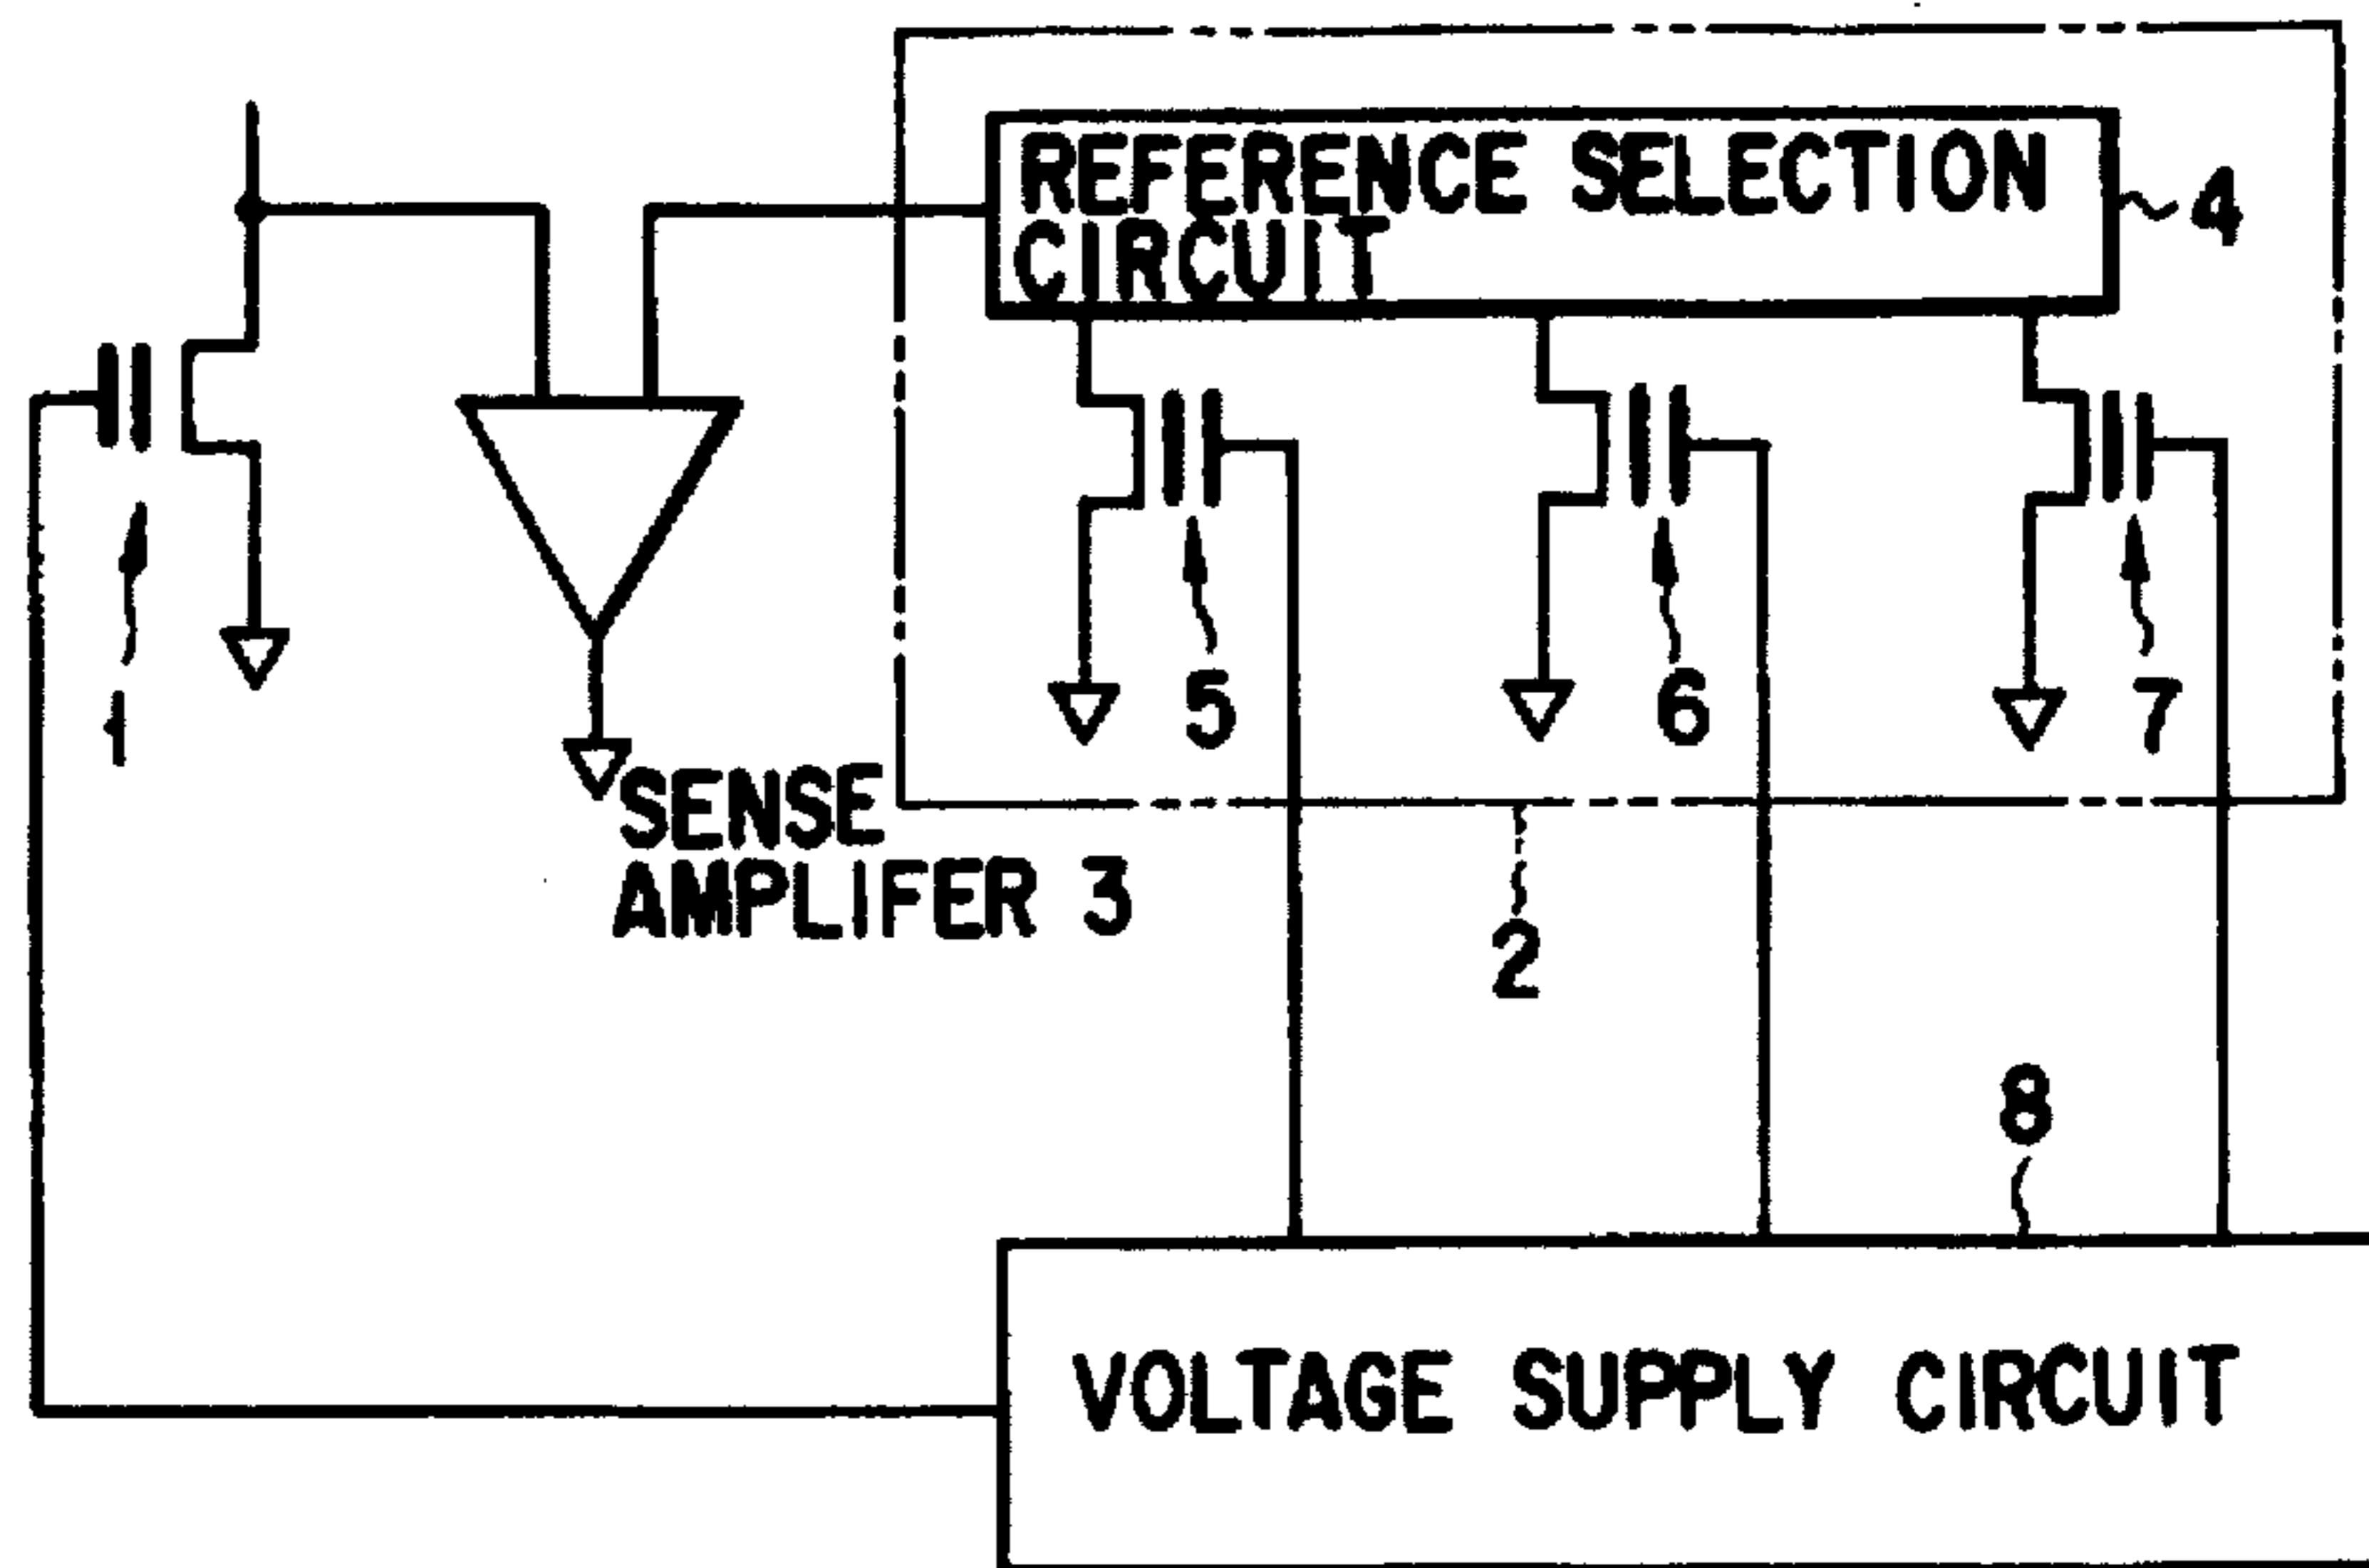 REFERENCE SELECTION
CIRCUIT
4
1
5
6
7
SENSE
AMPLIFER 3
2
8
VOLTAGE SUPPLY CIRCUIT